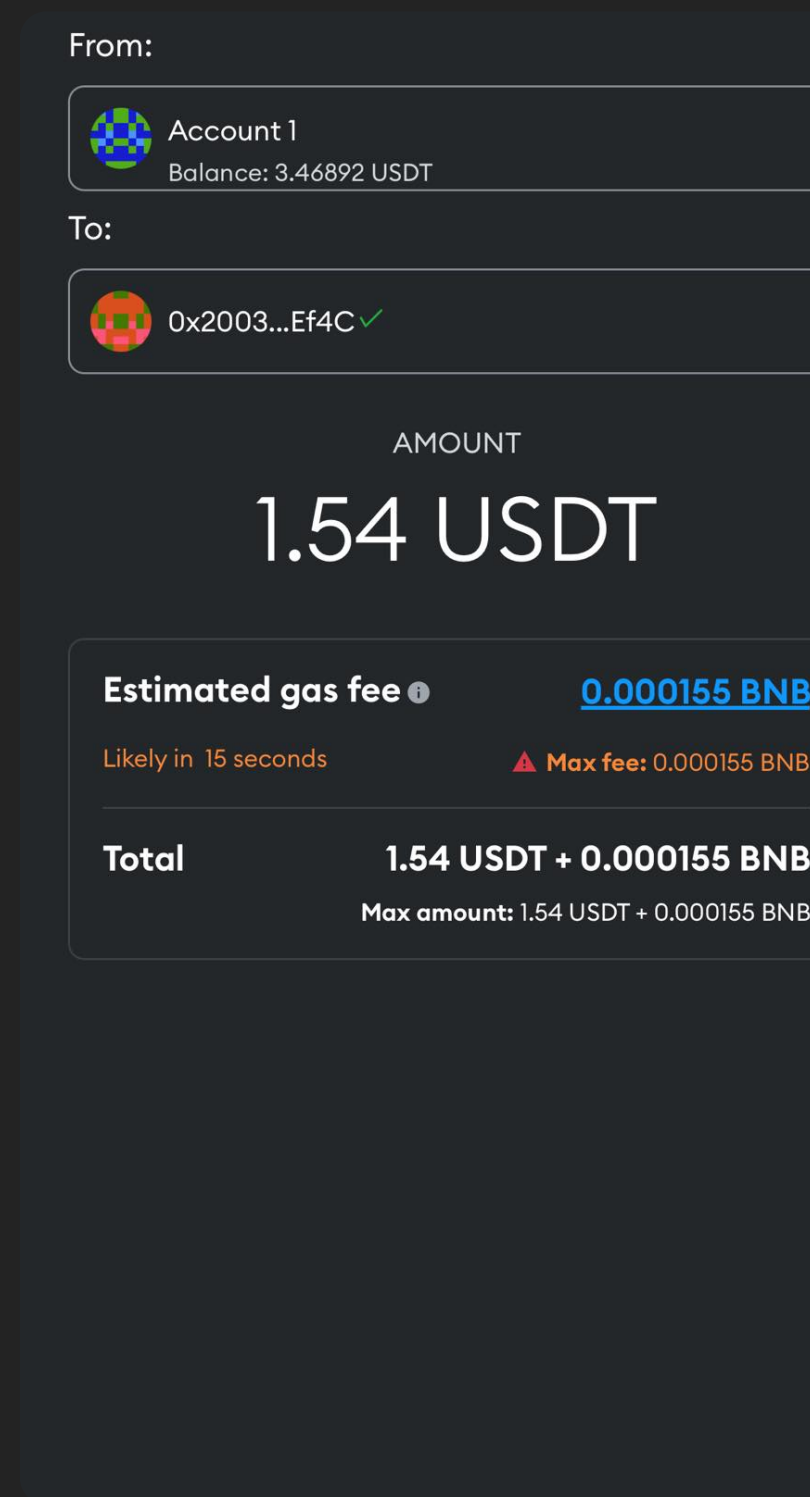 From:
Account 1
Balance: 3.46892 USDT
To:
0x2003...Ef4C
AMOUNT
1.54 USDT
Estimated gas fee 0.000155 BNB
Likely in 15 seconds Max fee: 0.000155 BNB
Total 1.54 USDT + 0.000155 BNB
Max amount: 1.54 USDT + 0.000155 BNB